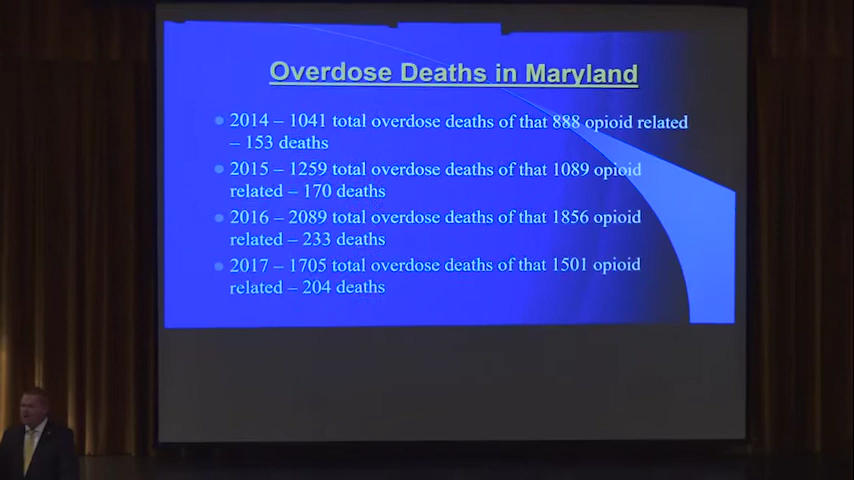 Overdose Deaths in Maryland
2014 – 1041 total overdose deaths of that 888 opioid related
– 153 deaths
2015 – 1259 total overdose deaths of that 1089 opioid
related – 170 deaths
2016 – 2089 total overdose deaths of that 1856 opioid
related – 233 deaths
2017 – 1705 total overdose deaths of that 1501 opioid
related – 204 deaths